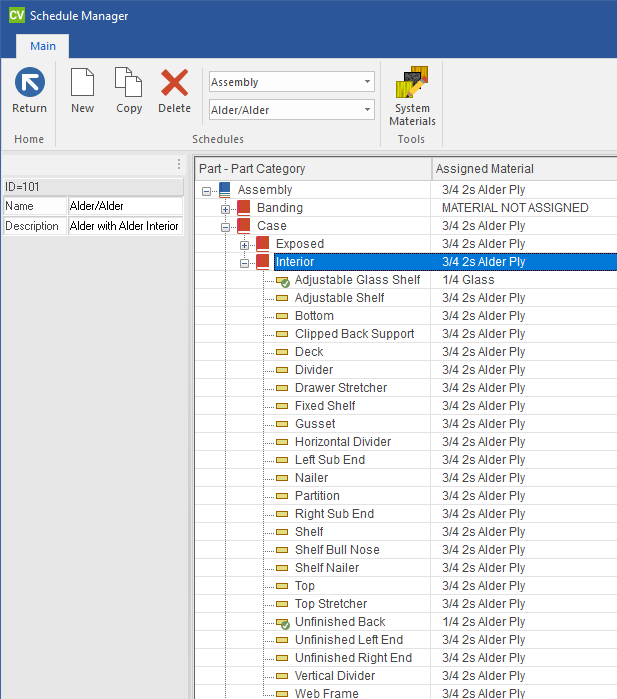 CV Schedule Manager
Main
Return
New
Copy
Delete
Assembly
Alder/Alder
System
Materials
Home
Schedules
Tools
ID=101
Name Alder/Alder
Description Alder with Alder Interior
Part - Part Category Assigned Material
Assembly 3/4 2s Alder Ply
Banding MATERIAL NOT ASSIGNED
Case 3/4 2s Alder Ply
Exposed 3/4 2s Alder Ply
Interior 3/4 2s Alder Ply
Adjustable Glass Shelf 1/4 Glass
Adjustable Shelf 3/4 2s Alder Ply
Bottom 3/4 2s Alder Ply
Clipped Back Support 3/4 2s Alder Ply
Deck 3/4 2s Alder Ply
Divider 3/4 2s Alder Ply
Drawer Stretcher 3/4 2s Alder Ply
Fixed Shelf 3/4 2s Alder Ply
Gusset 3/4 2s Alder Ply
Horizontal Divider 3/4 2s Alder Ply
Left Sub End 3/4 2s Alder Ply
Nailer 3/4 2s Alder Ply
Partition 3/4 2s Alder Ply
Right Sub End 3/4 2s Alder Ply
Shelf 3/4 2s Alder Ply
Shelf Bull Nose 3/4 2s Alder Ply
Shelf Nailer 3/4 2s Alder Ply
Top 3/4 2s Alder Ply
Top Stretcher 3/4 2s Alder Ply
Unfinished Back 1/4 2s Alder Ply
Unfinished Left End 3/4 2s Alder Ply
Unfinished Right End 3/4 2s Alder Ply
Vertical Divider 3/4 2s Alder Ply
Web Frame 3/4 2s Alder Ply